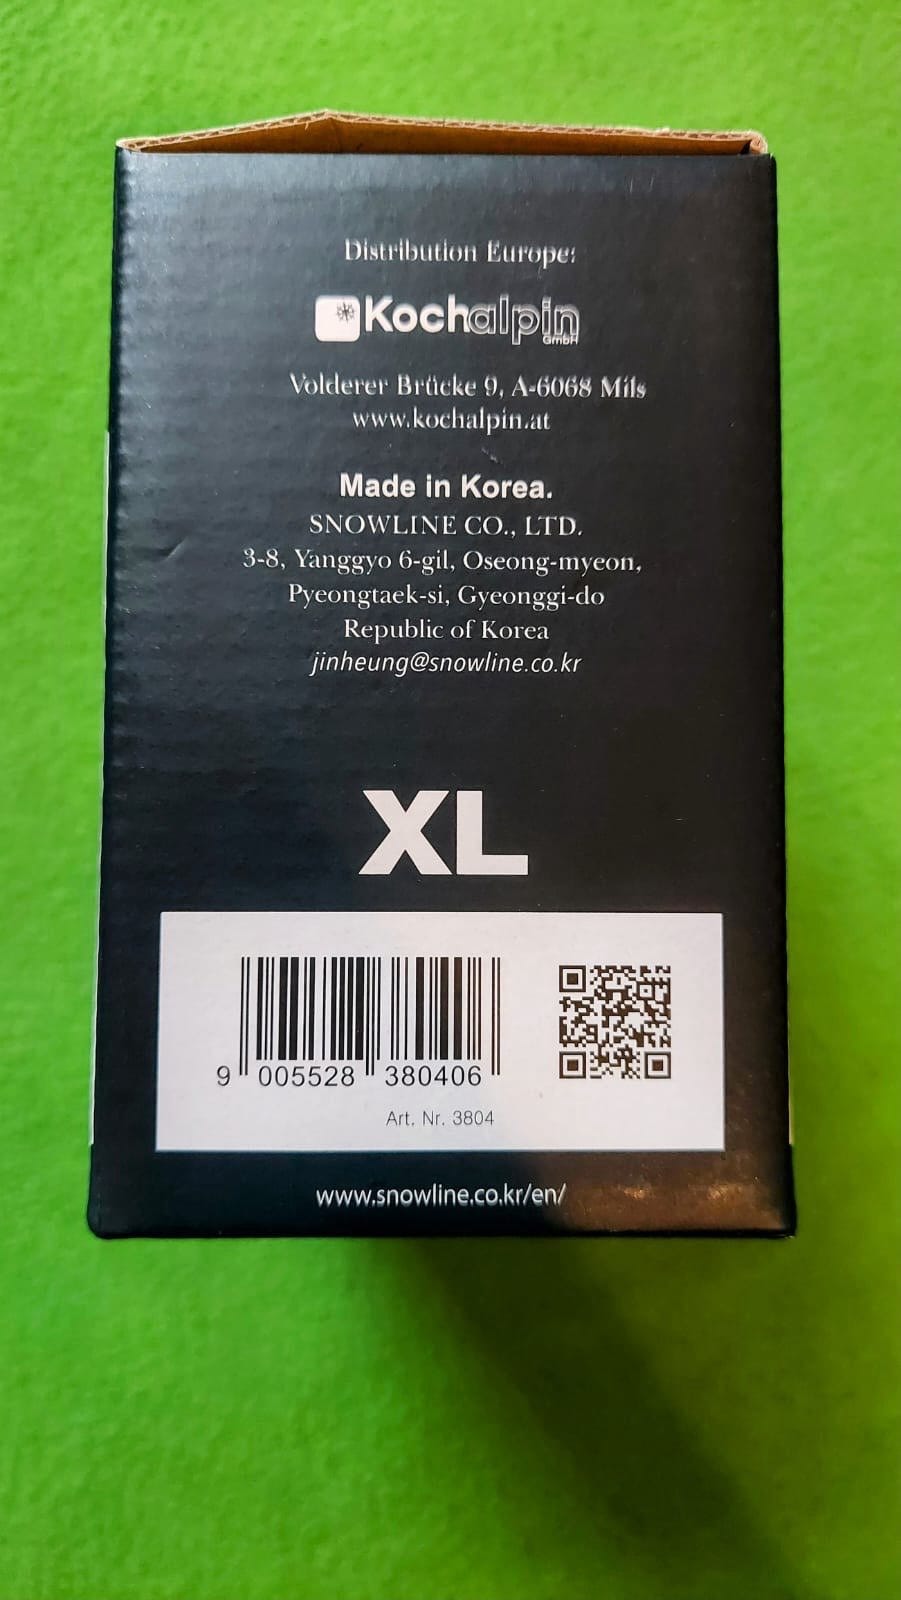 Distribution Europe:
Kochalpin
GmbH
Volderer Brücke 9, A-6068 Mils
www.kochalpin.at
Made in Korea.
SNOWLINE CO., LTD.
3-8, Yanggyo 6-gil, Oseong-myeon,
Pyeongtaek-si, Gyeonggi-do
Republic of Korea
jinheung@snowline.co.kr
XL
9 005528 380406
Art. Nr. 3804
www.snowline.co.kr/en/